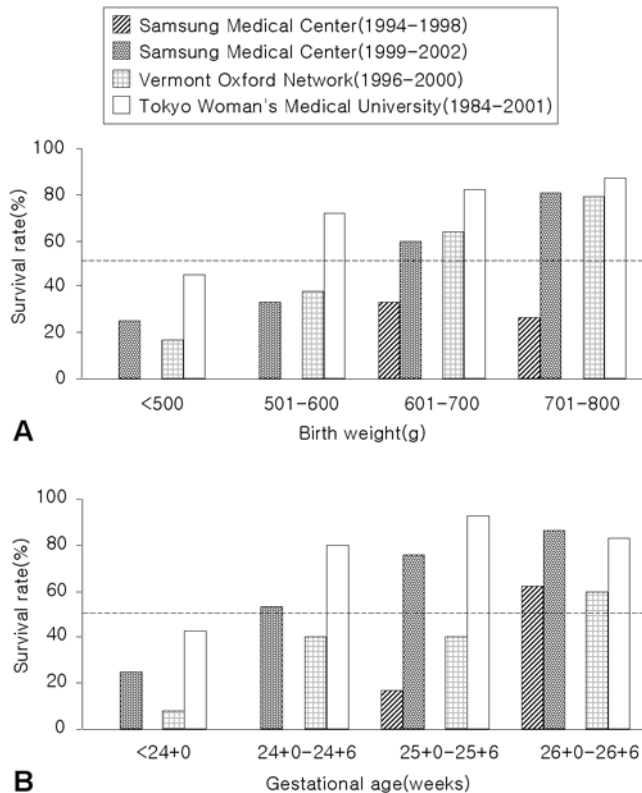 Samsung Medical Center(1994-1998)
Samsung Medical Center(1999-2002)
Vermont Oxford Network(1996-2000)
Tokyo Woman's Medical University(1984-2001)
100
80
60
40
20
0
Survival rate(%)
<500 501-600 601-700 701-800
Birth weight(g)
A
100
80
60
40
20
0
Survival rate(%)
<24+0 24+0-24+6 25+0-25+6 26+0-26+6
Gestational age(weeks)
B